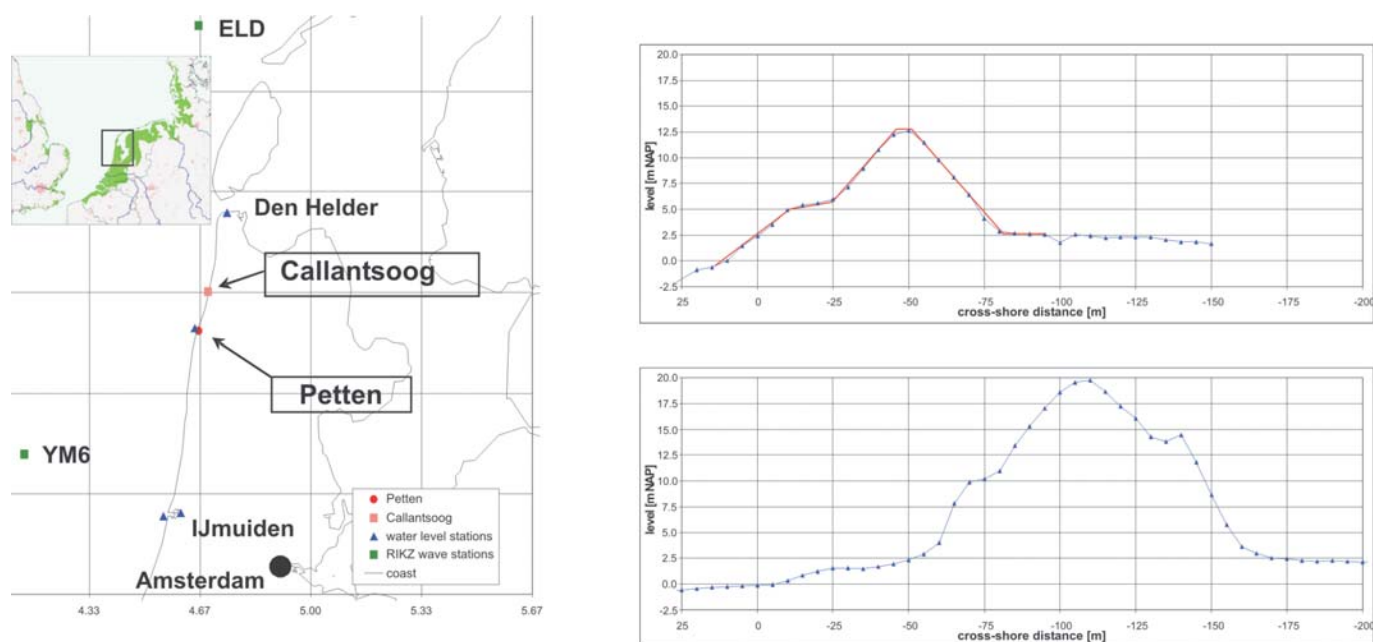 ELD
Den Helder
Callantsoog
Petten
YM6
IJmuiden
Amsterdam
Petten
Callantsoog
water level stations
RIKZ wave stations
coast
4.33 4.67 5.00 5.33 5.67
20.0
17.5
15.0
12.5
10.0
7.5
5.0
2.5
0.0
-2.5
level [m NAP]
25 0 -25 -50 -75 -100 -125 -150 -175 -200
cross-shore distance [m]
20.0
17.5
15.0
12.5
10.0
7.5
5.0
2.5
0.0
-2.5
level [m NAP]
25 0 -25 -50 -75 -100 -125 -150 -175 -200
cross-shore distance [m]